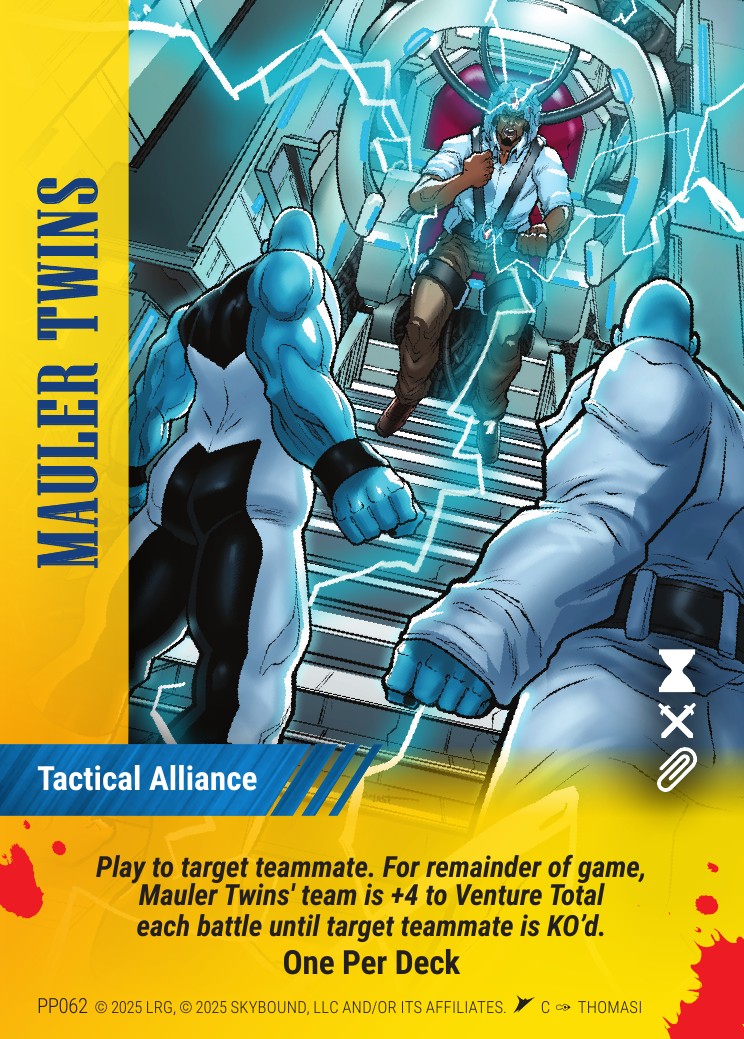 MAULER TWINS
Tactical Alliance
Play to target teammate. For remainder of game,
Mauler Twins' team is +4 to Venture Total
each battle until target teammate is KO'd.
One Per Deck
PP062 © 2025 LRG, © 2025 SKYBOUND, LLC AND/OR ITS AFFILIATES. C THOMASI